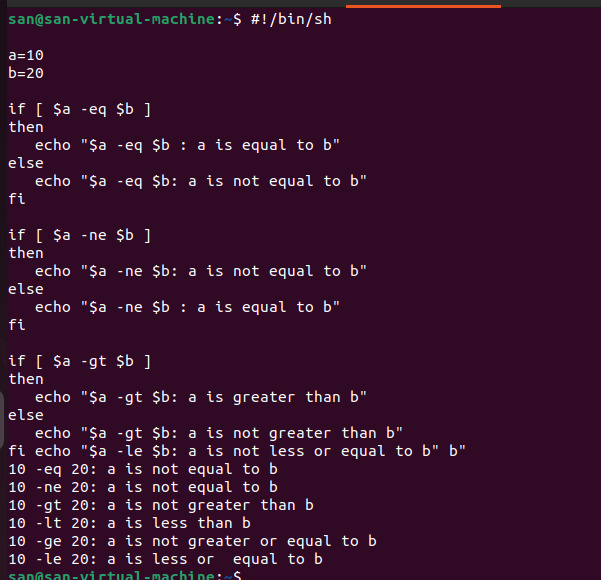 san@san-virtual-machine:~$ #!/bin/sh
a=10
b=20
if [ $a -eq $b ]
then
   echo "$a -eq $b : a is equal to b"
else
   echo "$a -eq $b: a is not equal to b"
fi
if [ $a -ne $b ]
then
   echo "$a -ne $b: a is not equal to b"
else
   echo "$a -ne $b : a is equal to b"
fi
if [ $a -gt $b ]
then
   echo "$a -gt $b: a is greater than b"
else
   echo "$a -gt $b: a is not greater than b"
fi echo "$a -le $b: a is not less or equal to b" b"
10 -eq 20: a is not equal to b
10 -ne 20: a is not equal to b
10 -gt 20: a is not greater than b
10 -lt 20: a is less than b
10 -ge 20: a is not greater or equal to b
10 -le 20: a is less or  equal to b
san@san-virtual-machine:~$